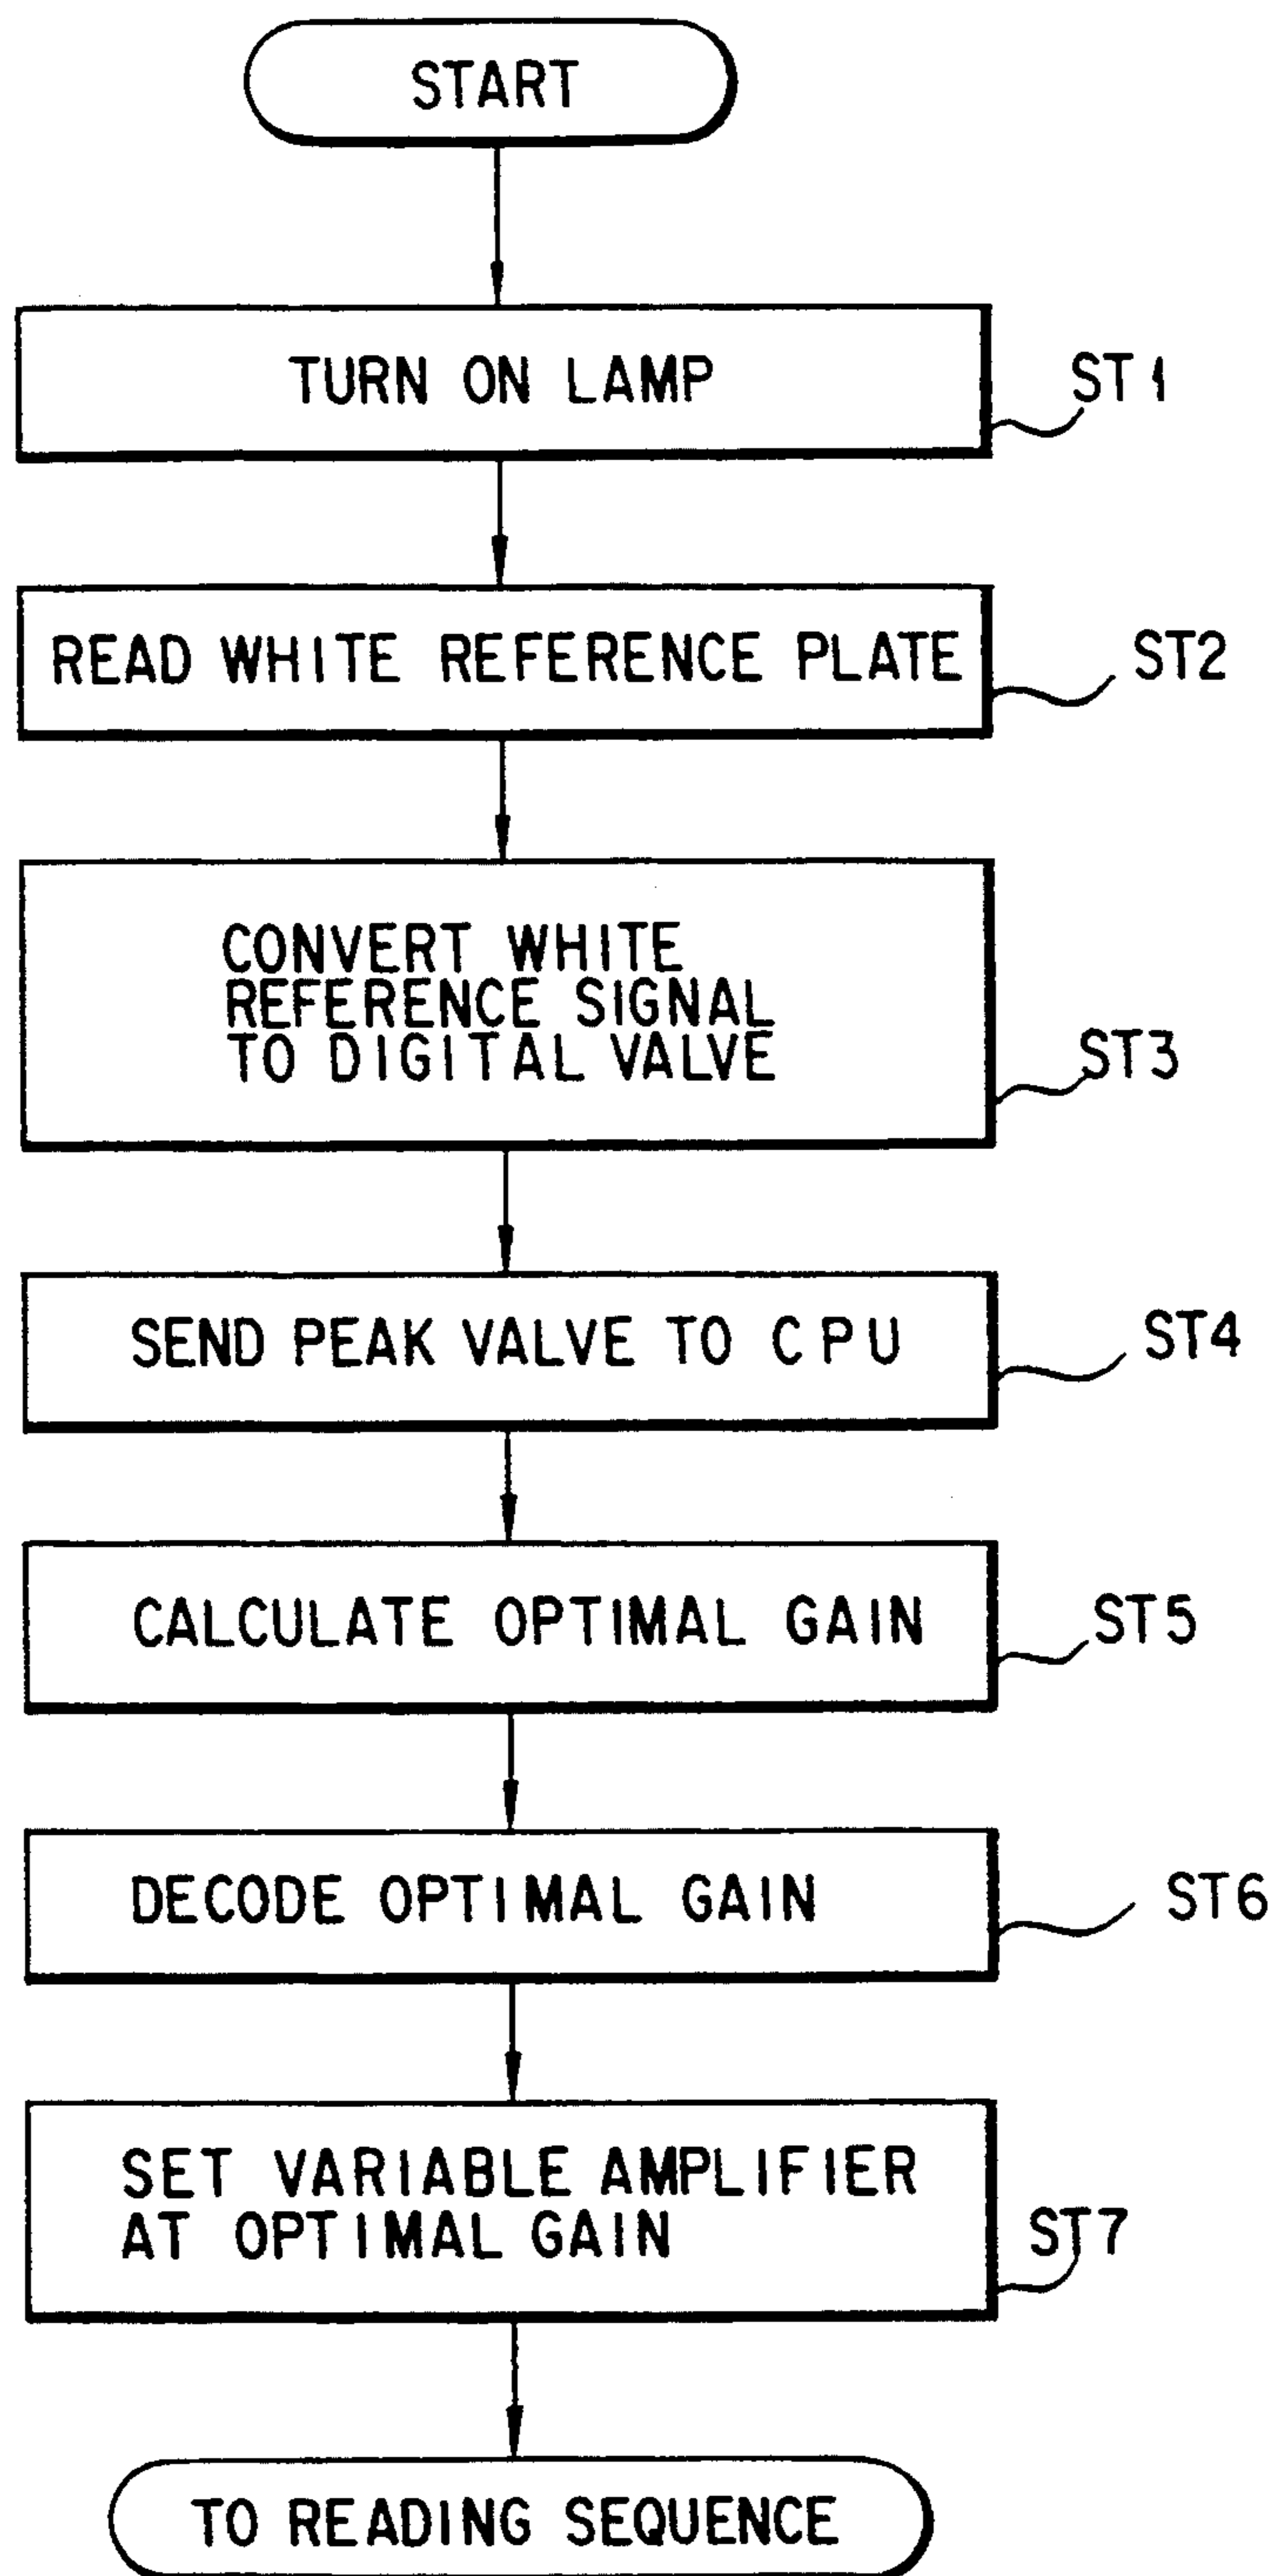 START
TURN ON LAMP
ST1
READ WHITE REFERENCE PLATE
ST2
CONVERT WHITE
REFERENCE SIGNAL
TO DIGITAL VALVE
ST3
SEND PEAK VALVE TO CPU
ST4
CALCULATE OPTIMAL GAIN
ST5
DECODE OPTIMAL GAIN
ST6
SET VARIABLE AMPLIFIER
AT OPTIMAL GAIN
ST7
TO READING SEQUENCE